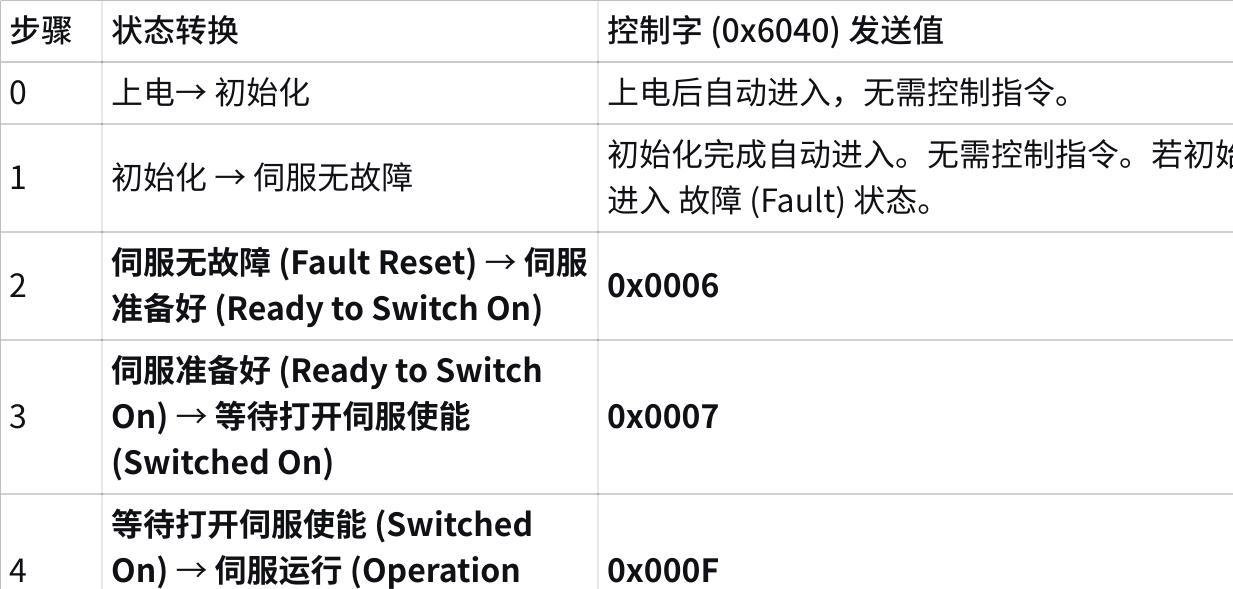 步骤 状态转换 控制字 (0x6040) 发送值
0 上电→ 初始化 上电后自动进入，无需控制指令。
1 初始化 → 伺服无故障 初始化完成自动进入。无需控制指令。若初始
进入 故障 (Fault) 状态。
2 伺服无故障 (Fault Reset) → 伺服 0x0006
准备好 (Ready to Switch On)
3 伺服准备好 (Ready to Switch 0x0007
On) → 等待打开伺服使能
(Switched On)
4 等待打开伺服使能 (Switched 0x000F
On) → 伺服运行 (Operation